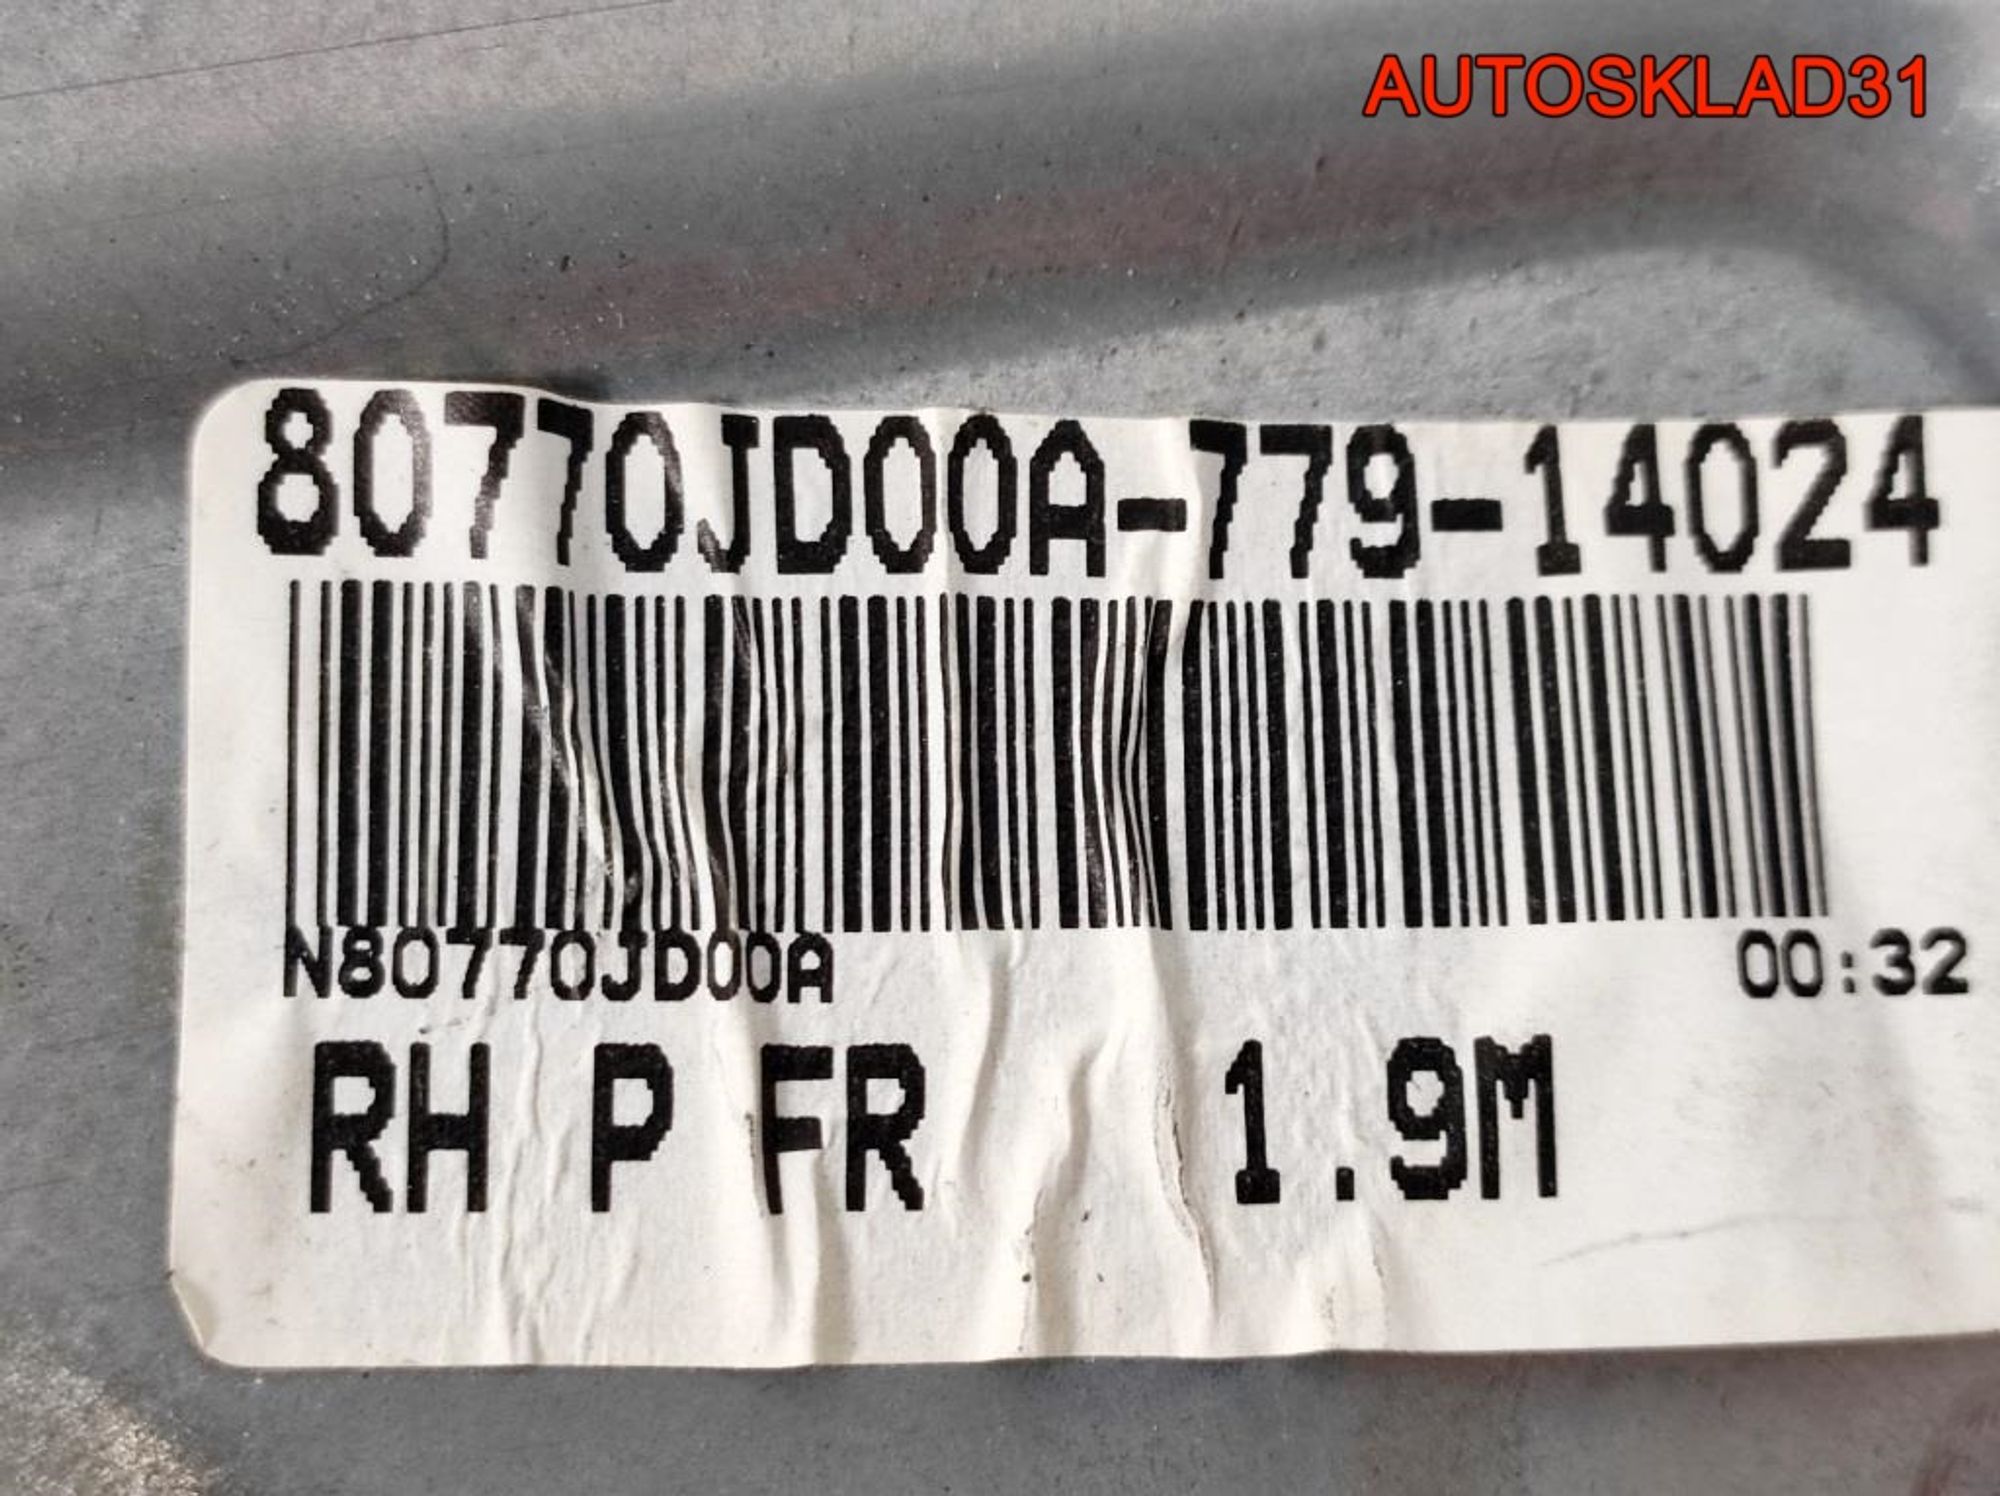 AUTOSKLAD31
80770JD00A-779-14024
N80770JD00A 00:32
RH P FR 1.9M